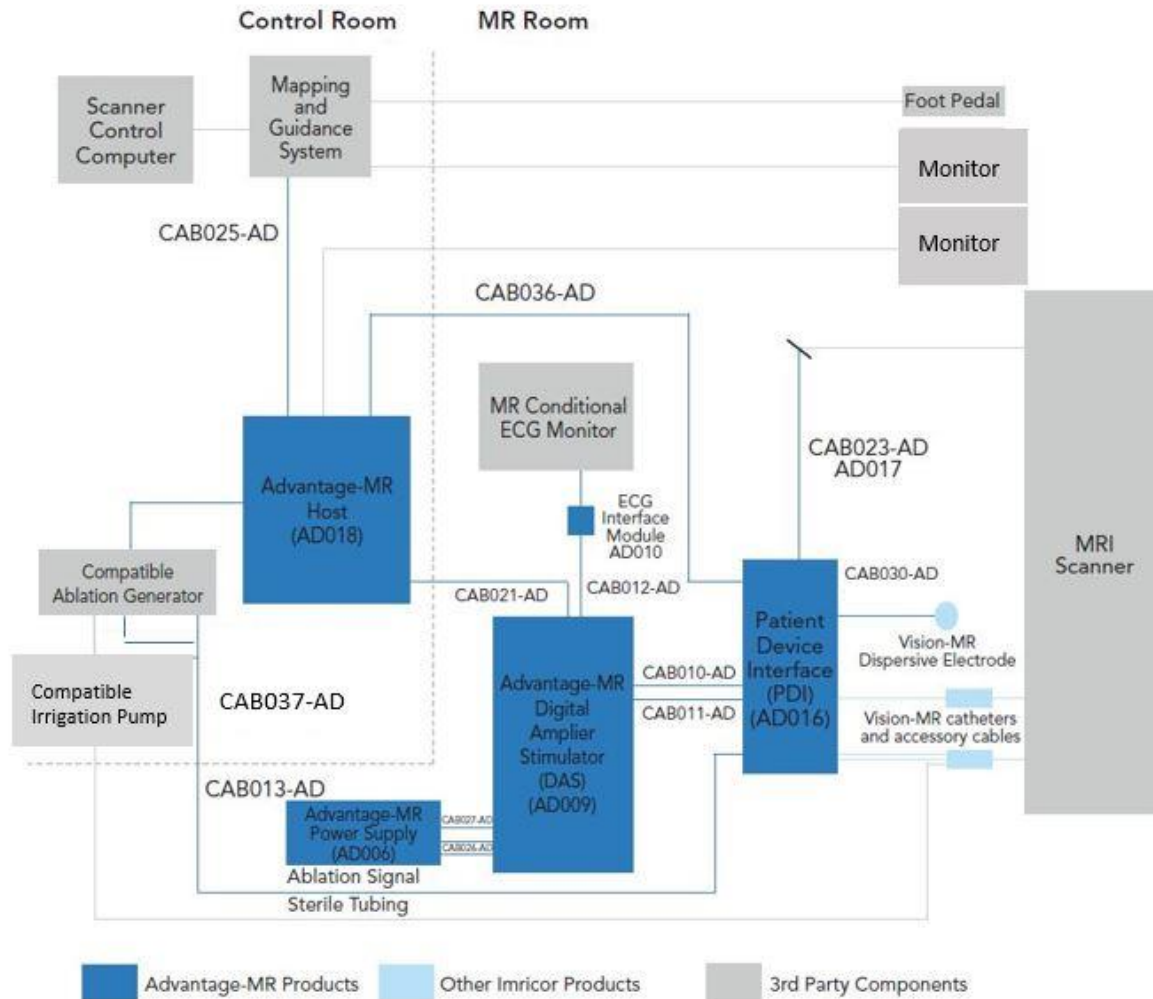 Control Room
MR Room
Scanner
Control
Computer
Mapping
and
Guidance
System
Foot Pedal
Monitor
Monitor
CAB025-AD
CAB036-AD
MR Conditional
ECG Monitor
CAB023-AD
AD017
Advantage-MR
Host
(AD018)
ECG
Interface
Module
AD010
MRI
Scanner
Compatible
Ablation Generator
CAB021-AD
CAB012-AD
CAB030-AD
Patient
Device
Interface
(PDI)
(AD016)
Vision-MR
Dispersive Electrode
Compatible
Irrigation Pump
CAB037-AD
Advantage-MR
Digital
Amplier
Stimulator
(DAS)
(AD009)
CAB010-AD
CAB011-AD
Vision-MR catheters
and accessory cables
CAB013-AD
Advantage-MR
Power Supply
(AD006)
CAB027-AD
CAB026-AD
Ablation Signal
Sterile Tubing
Advantage-MR Products
Other Imricor Products
3rd Party Components